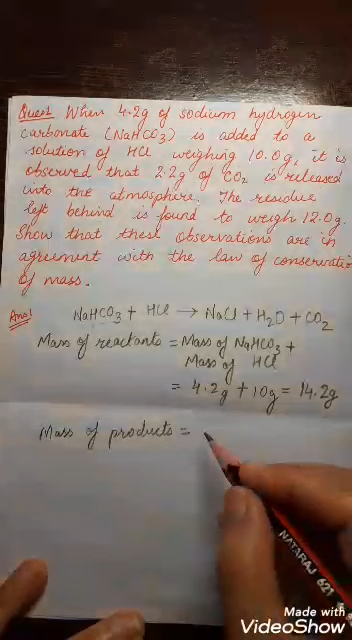 Ques1 When 4.2g of sodium hydrogen
carbonate (NaHCO3) is added to a
solution of HCl weighing 10.0g, it is
observed that 2.2g of CO2 is released
into the atmosphere. The residue
left behind is found to weigh 12.0g.
Show that these observations are in
agreement with the law of conservatio
of mass.
Ans1 NaHCO3 + HCl → NaCl + H2O + CO2
Mass of reactants = Mass of NaHCO3 +
Mass of HCl
= 4.2g + 10g = 14.2g
Mass of products =
NATARAJ 621
Made with
VideoShow